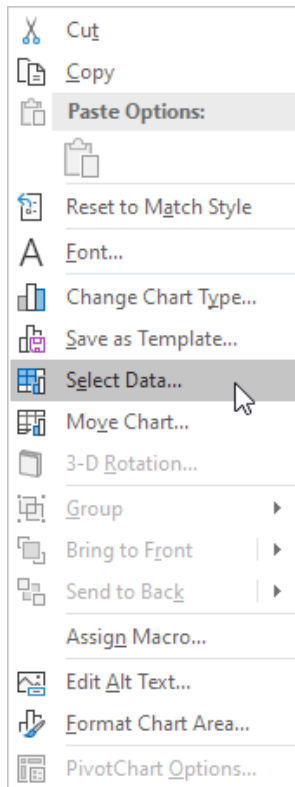 Cut
Copy
Paste Options:
Reset to Match Style
Font...
Change Chart Type...
Save as Template...
Select Data...
Move Chart...
3-D Rotation...
Group
Bring to Front
Send to Back
Assign Macro...
Edit Alt Text...
Format Chart Area...
PivotChart Options...